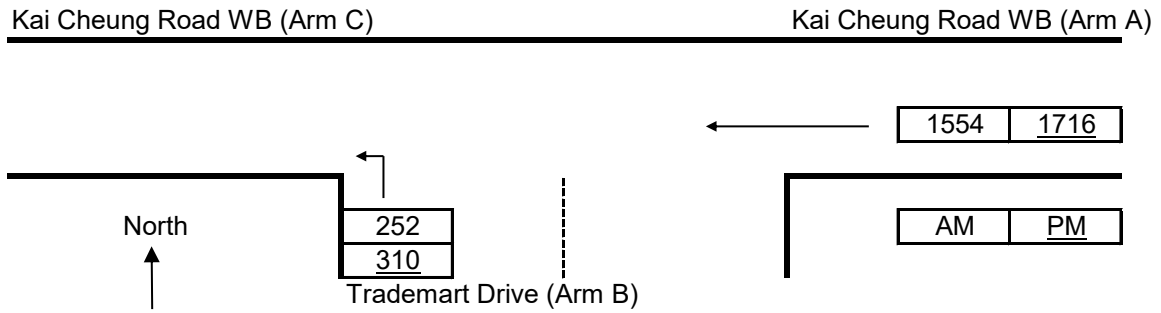 Kai Cheung Road WB (Arm C) Kai Cheung Road WB (Arm A)
1554 1716
North 252 AM PM
310
Trademart Drive (Arm B)